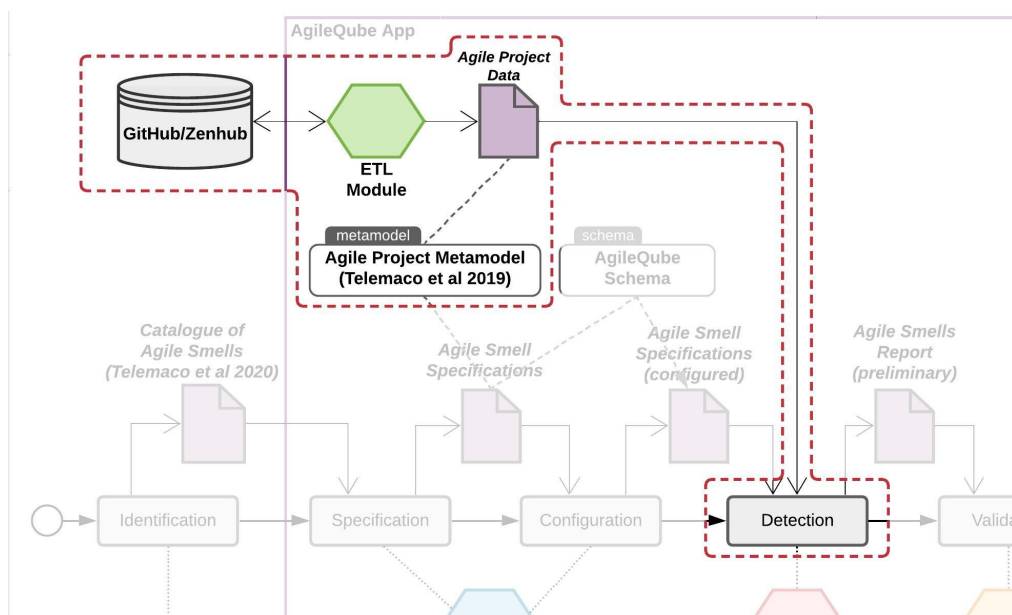 AgileQube App
Agile Project
Data
GitHub/Zenhub
ETL
Module
metamodel
Agile Project Metamodel
(Telemaco et al 2019)
schema
AgileQube
Schema
Catalogue of
Agile Smells
(Telemaco et al 2020)
Agile Smell
Specifications
Agile Smell
Specifications
(configured)
Agile Smells
Report
(preliminary)
Identification
Specification
Configuration
Detection
Valida